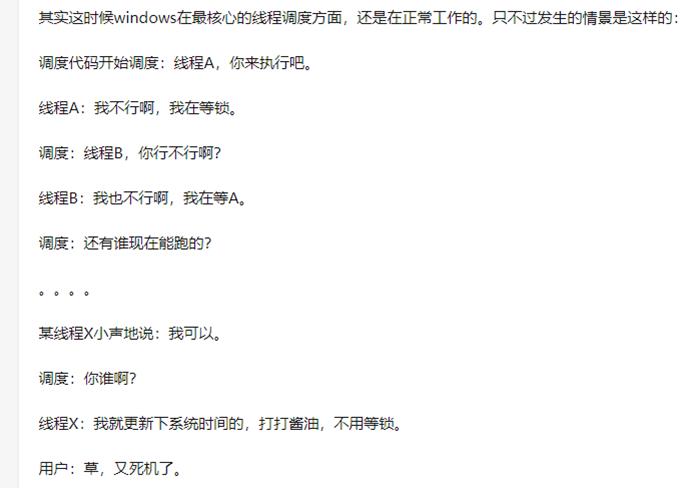 其实这时候windows在最核心的线程调度方面，还是在正常工作的。只不过发生的情景是这样的：
调度代码开始调度：线程A，你来执行吧。
线程A：我不行啊，我在等锁。
调度：线程B，你行不行啊？
线程B：我也不行啊，我在等A。
调度：还有谁现在能跑的？
。。。。
某线程X小声地说：我可以。
调度：你谁啊？
线程X：我就更新下系统时间的，打打酱油，不用等锁。
用户：草，又死机了。